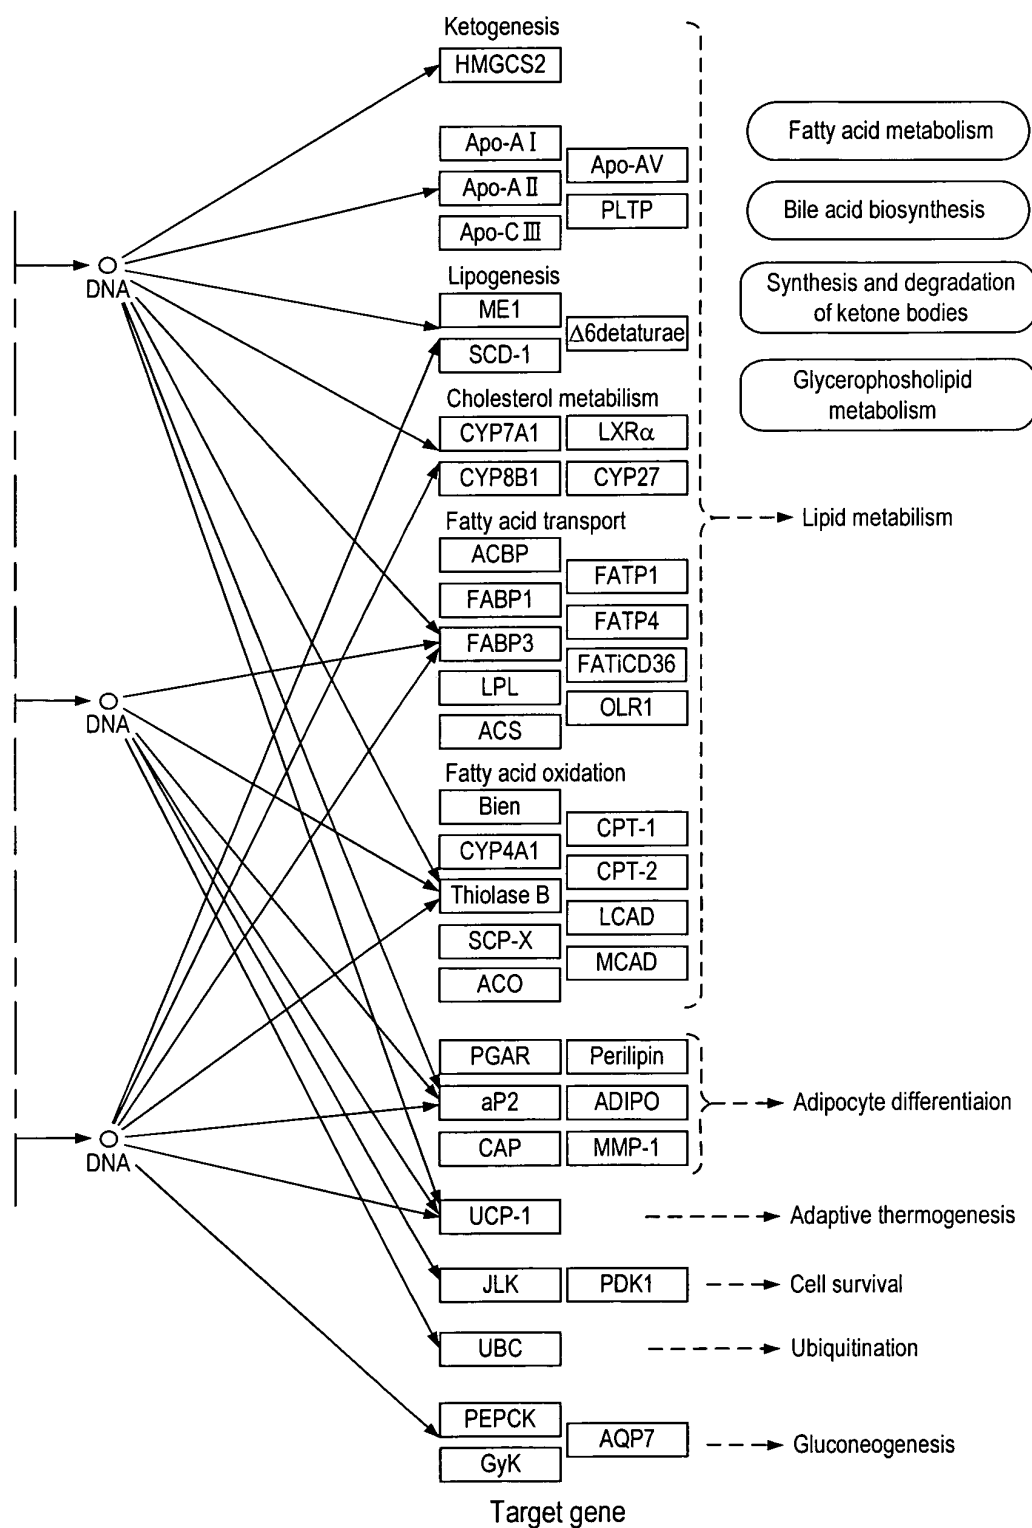 Ketogenesis
HMGCS2
Apo-A I
Apo-A II
Apo-C III
Apo-AV
PLTP
Lipogenesis
ME1
SCD-1
Δ6detaturae
Cholesterol metabolism
CYP7A1
LXRα
CYP8B1
CYP27
Fatty acid transport
ACBP
FABP1
FABP3
LPL
ACS
FATP1
FATP4
FATiCD36
OLR1
Fatty acid oxidation
Bien
CYP4A1
Thiolase B
SCP-X
ACO
CPT-1
CPT-2
LCAD
MCAD
PGAR
Perilipin
aP2
ADIPO
CAP
MMP-1
UCP-1
JLK
PDK1
UBC
PEPCK
GyK
AQP7
Target gene
DNA
DNA
DNA
Fatty acid metabolism
Bile acid biosynthesis
Synthesis and degradation
of ketone bodies
Glycerophosholipid
metabolism
Lipid metabilism
Adipocyte differentiaion
Adaptive thermogenesis
Cell survival
Ubiquitination
Gluconeogenesis